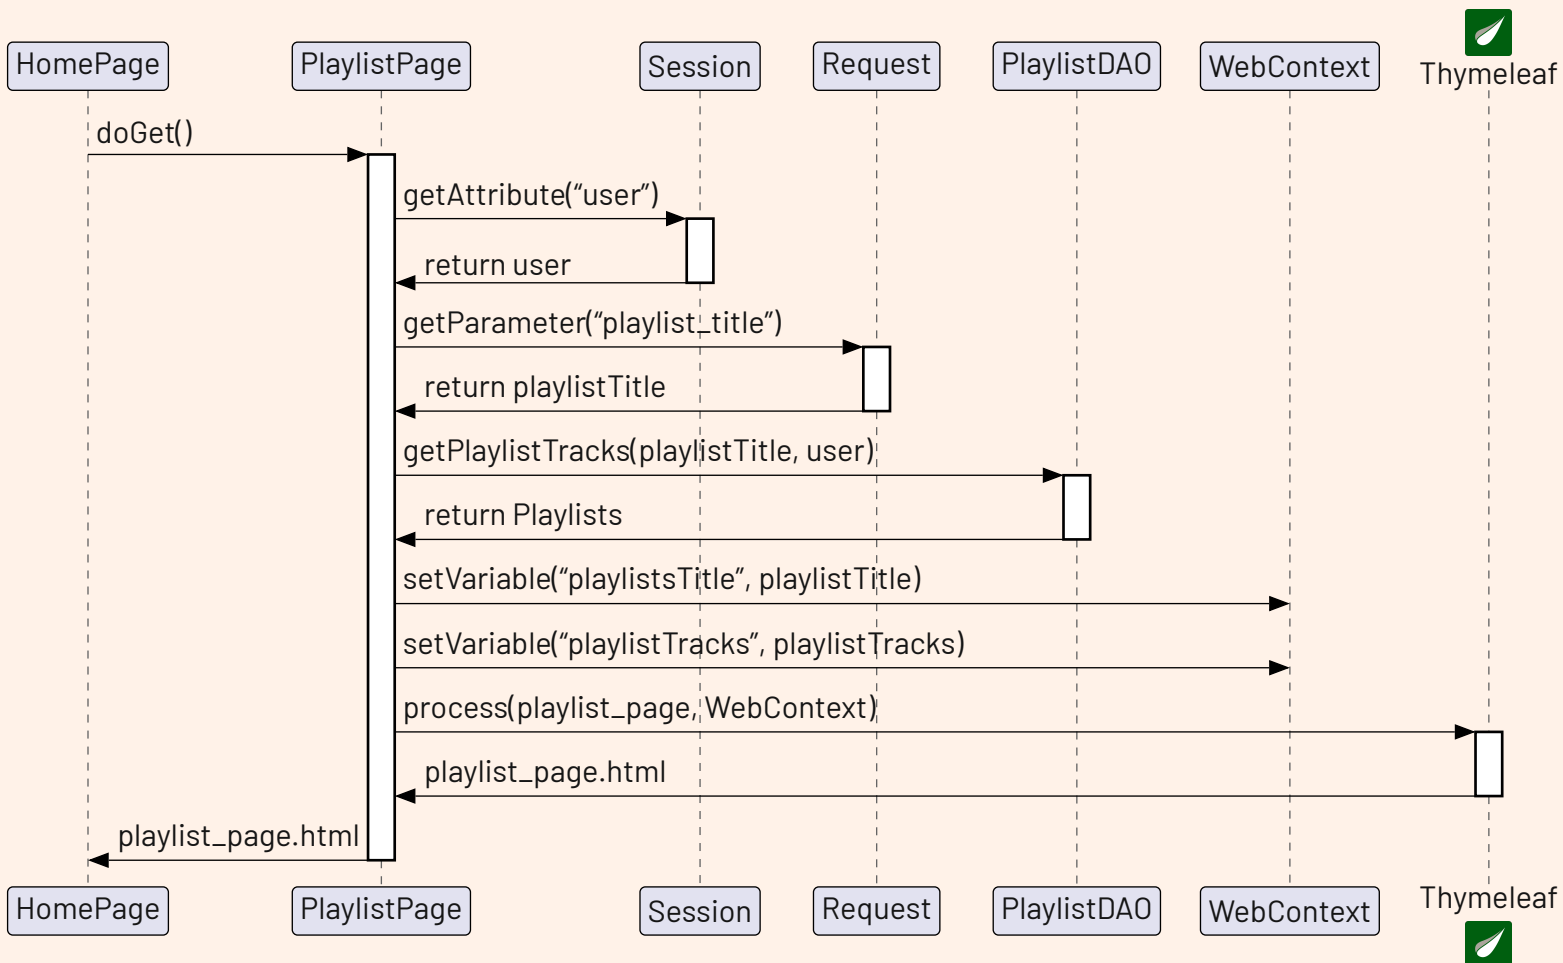 HomePage
PlaylistPage
Session
Request
PlaylistDAO
WebContext
Thymeleaf
doGet()
getAttribute(“user”)
return user
getParameter(“playlist_title”)
return playlistTitle
getPlaylistTracks(playlistTitle, user)
return Playlists
setVariable(“playlistsTitle”, playlistTitle)
setVariable(“playlistTracks”, playlistTracks)
process(playlist_page, WebContext)
playlist_page.html
playlist_page.html
HomePage
PlaylistPage
Session
Request
PlaylistDAO
WebContext
Thymeleaf